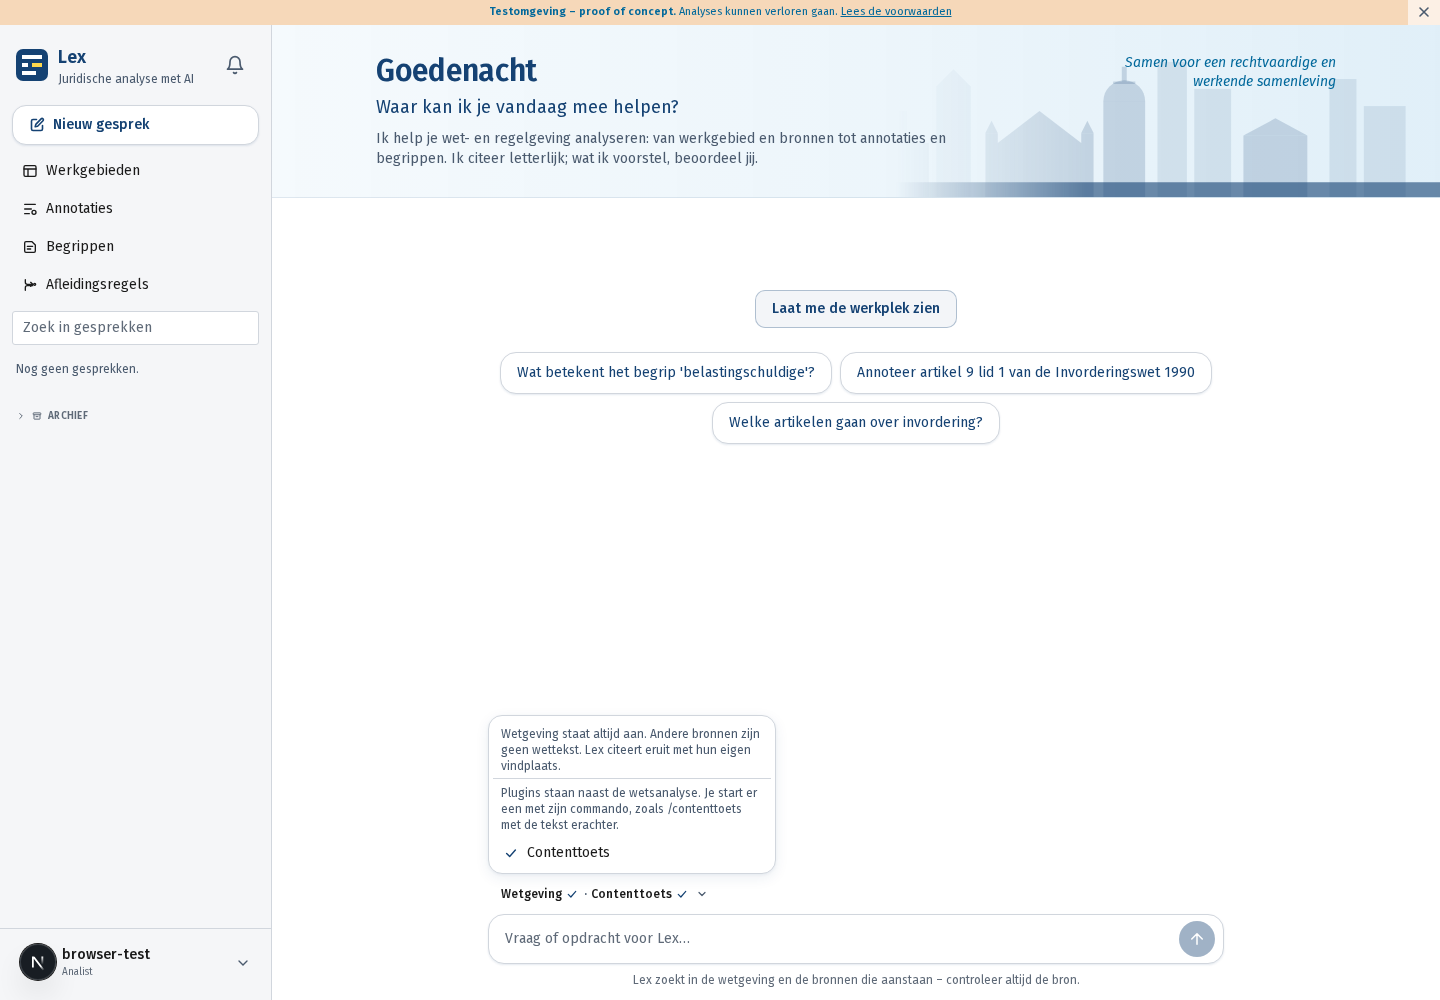 Testomgeving – proof of concept. Analyses kunnen verloren gaan. Lees de voorwaarden
Lex
Juridische analyse met AI
Nieuw gesprek
Werkgebieden
Annotaties
Begrippen
Afleidingsregels
Zoek in gesprekken
Nog geen gesprekken.
ARCHIEF
browser-test
Analist
Goedenacht
Waar kan ik je vandaag mee helpen?
Ik help je wet- en regelgeving analyseren: van werkgebied en bronnen tot annotaties en
begrippen. Ik citeer letterlijk; wat ik voorstel, beoordeel jij.
Samen voor een rechtvaardige en
werkende samenleving
Laat me de werkplek zien
Wat betekent het begrip 'belastingschuldige'?
Annoteer artikel 9 lid 1 van de Invorderingswet 1990
Welke artikelen gaan over invordering?
Wetgeving staat altijd aan. Andere bronnen zijn
geen wettekst. Lex citeert eruit met hun eigen
vindplaats.
Plugins staan naast de wetsanalyse. Je start er
een met zijn commando, zoals /contenttoets
met de tekst erachter.
Contenttoets
Wetgeving · Contenttoets
Vraag of opdracht voor Lex...
Lex zoekt in de wetgeving en de bronnen die aanstaan – controleer altijd de bron.